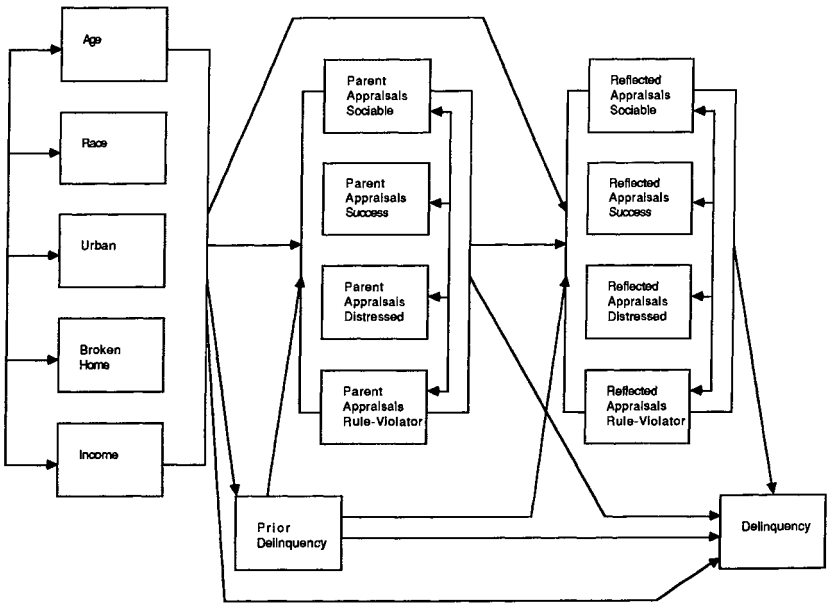 Age
Race
Urban
Broken
Home
Income
Parent
Appraisals
Sociable
Parent
Appraisals
Success
Parent
Appraisals
Distressed
Parent
Appraisals
Rule-Violator
Prior
Delinquency
Reflected
Appraisals
Sociable
Reflected
Appraisals
Success
Reflected
Appraisals
Distressed
Reflected
Appraisals
Rule-Violator
Delinquency